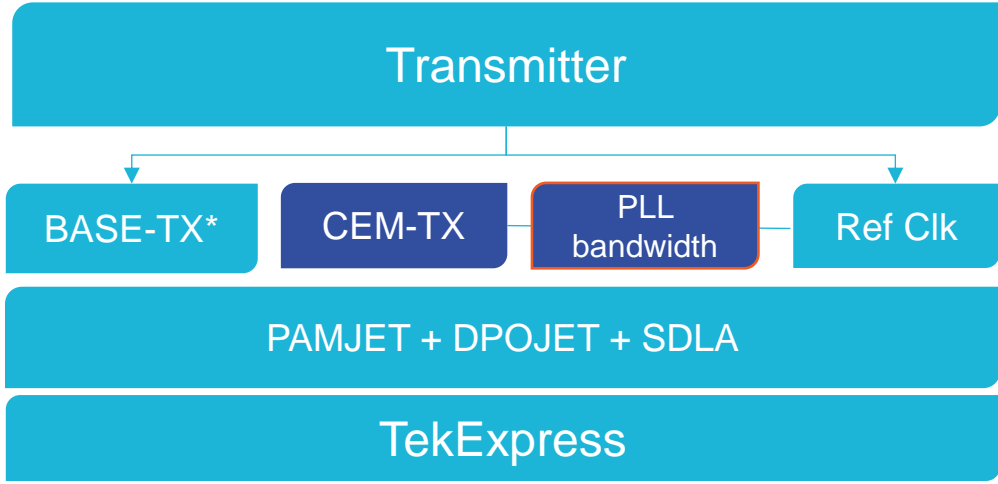 Transmitter
BASE-TX*
CEM-TX
PLL
bandwidth
Ref Clk
PAMJET + DPOJET + SDLA
TekExpress